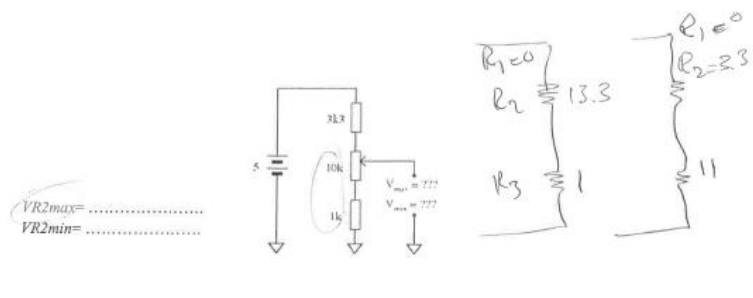 VR2max= ..............................
VR2min= ..............................
3k3
5
10k
1k
Vmax = ???
Vmin = ???
R1=0
R2 13.3
R3 1
R1=0
R2=3.3
11